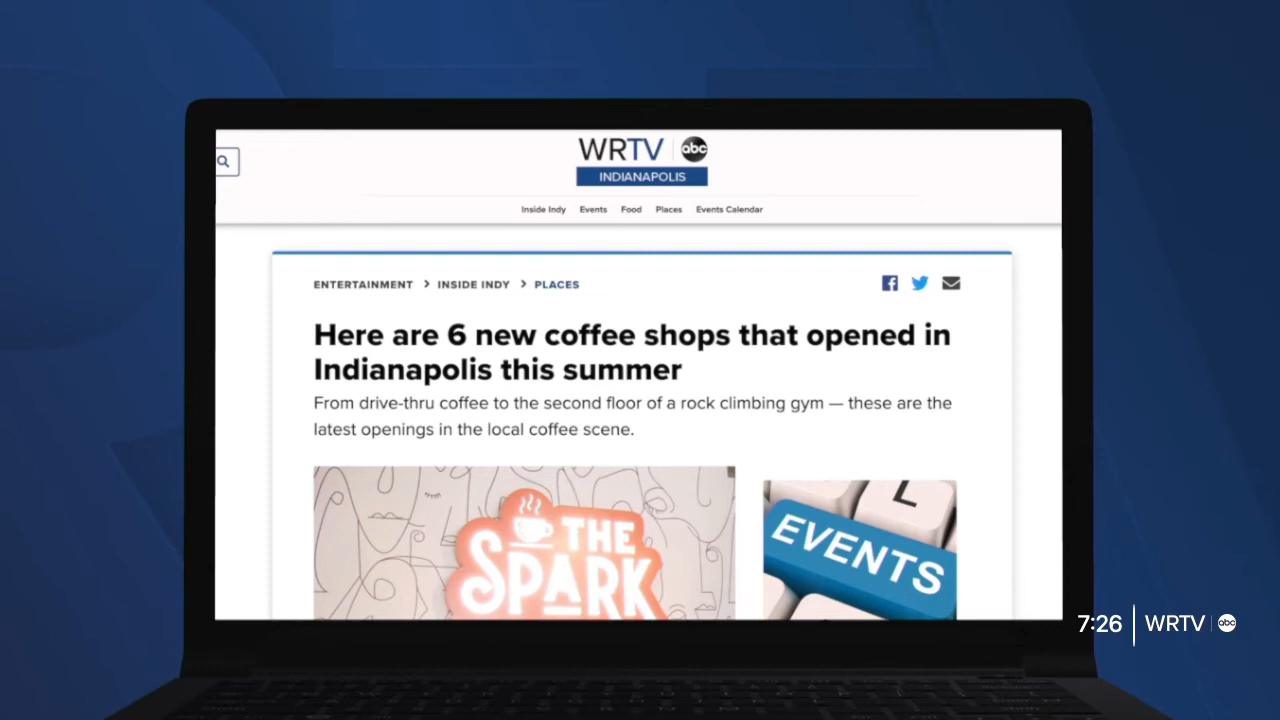 WRTV abc
INDIANAPOLIS
Inside Indy Events Food Places Events Calendar
ENTERTAINMENT > INSIDE INDY > PLACES
Here are 6 new coffee shops that opened in
Indianapolis this summer
From drive-thru coffee to the second floor of a rock climbing gym — these are the
latest openings in the local coffee scene.
THE
SPARK
L
EVENTS
7:26 | WRTV abc